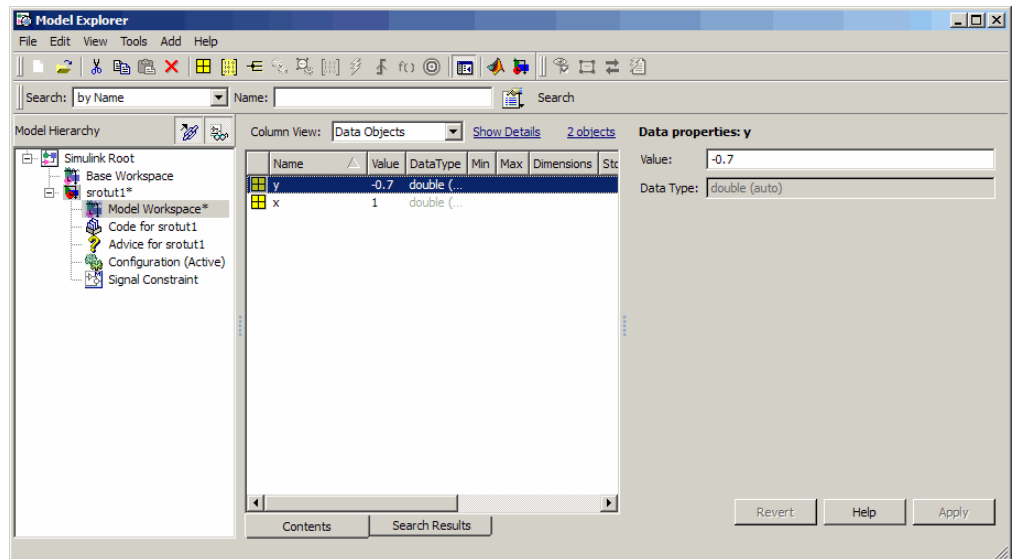 Model Explorer
File Edit View Tools Add Help
f()
Search: by Name Name: Search
Model Hierarchy
Simulink Root
Base Workspace
srotut1*
Model Workspace*
Code for srotut1
Advice for srotut1
Configuration (Active)
Signal Constraint
Column View: Data Objects Show Details 2 objects
Name Value DataType Min Max Dimensions Stc
y -0.7 double (...
x 1 double (...
Contents Search Results
Data properties: y
Value: -0.7
Data Type: double (auto)
Revert Help Apply